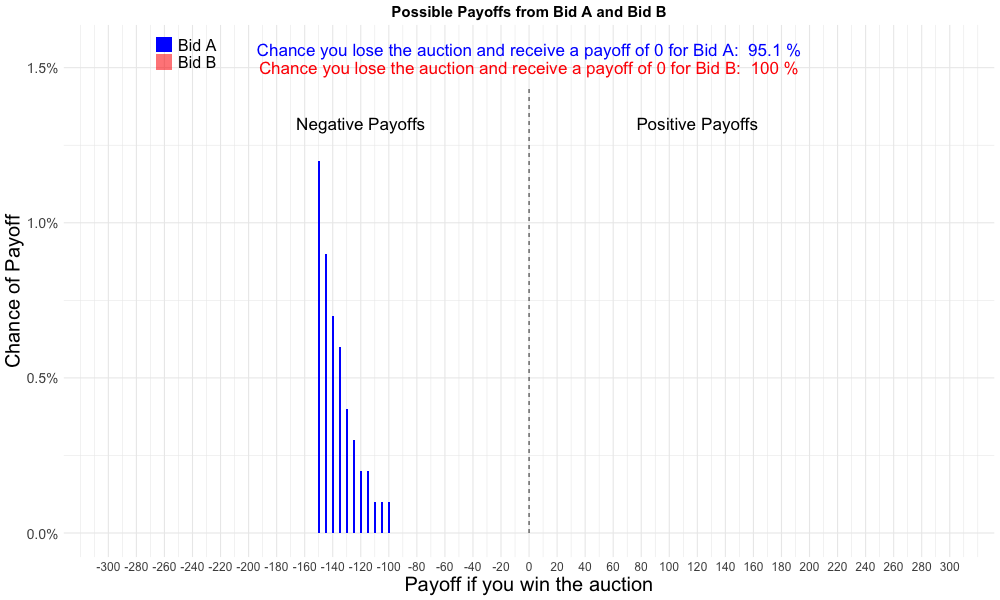 Possible Payoffs from Bid A and Bid B
Bid A
Bid B
Chance you lose the auction and receive a payoff of 0 for Bid A:  95.1 %
Chance you lose the auction and receive a payoff of 0 for Bid B:  100 %
Negative Payoffs
Positive Payoffs
Chance of Payoff
1.5%
1.0%
0.5%
0.0%
-300 -280 -260 -240 -220 -200 -180 -160 -140 -120 -100 -80 -60 -40 -20 0 20 40 60 80 100 120 140 160 180 200 220 240 260 280 300
Payoff if you win the auction